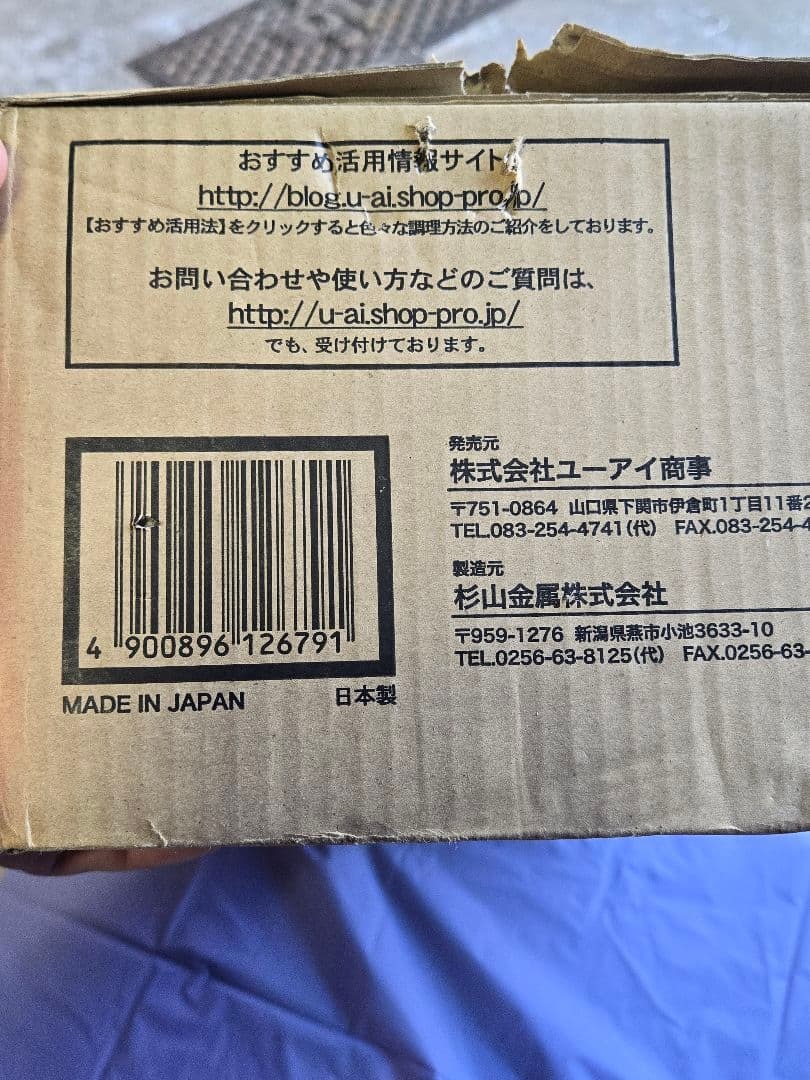 おすすめ活用情報サイト
http://blog.u-ai.shop-pro.jp/
【おすすめ活用法】をクリックすると色々な調理方法のご紹介をしております。
お問い合わせや使い方などのご質問は、
http://u-ai.shop-pro.jp/
でも、受け付けております。
4 900896 126791
MADE IN JAPAN 日本製
発売元
株式会社ユーアイ商事
〒751-0864 山口県下関市伊倉町1丁目11番
TEL.083-254-4741(代) FAX.083-254-
製造元
杉山金属株式会社
〒959-1276 新潟県燕市小池3633-10
TEL.0256-63-8125(代) FAX.0256-63-